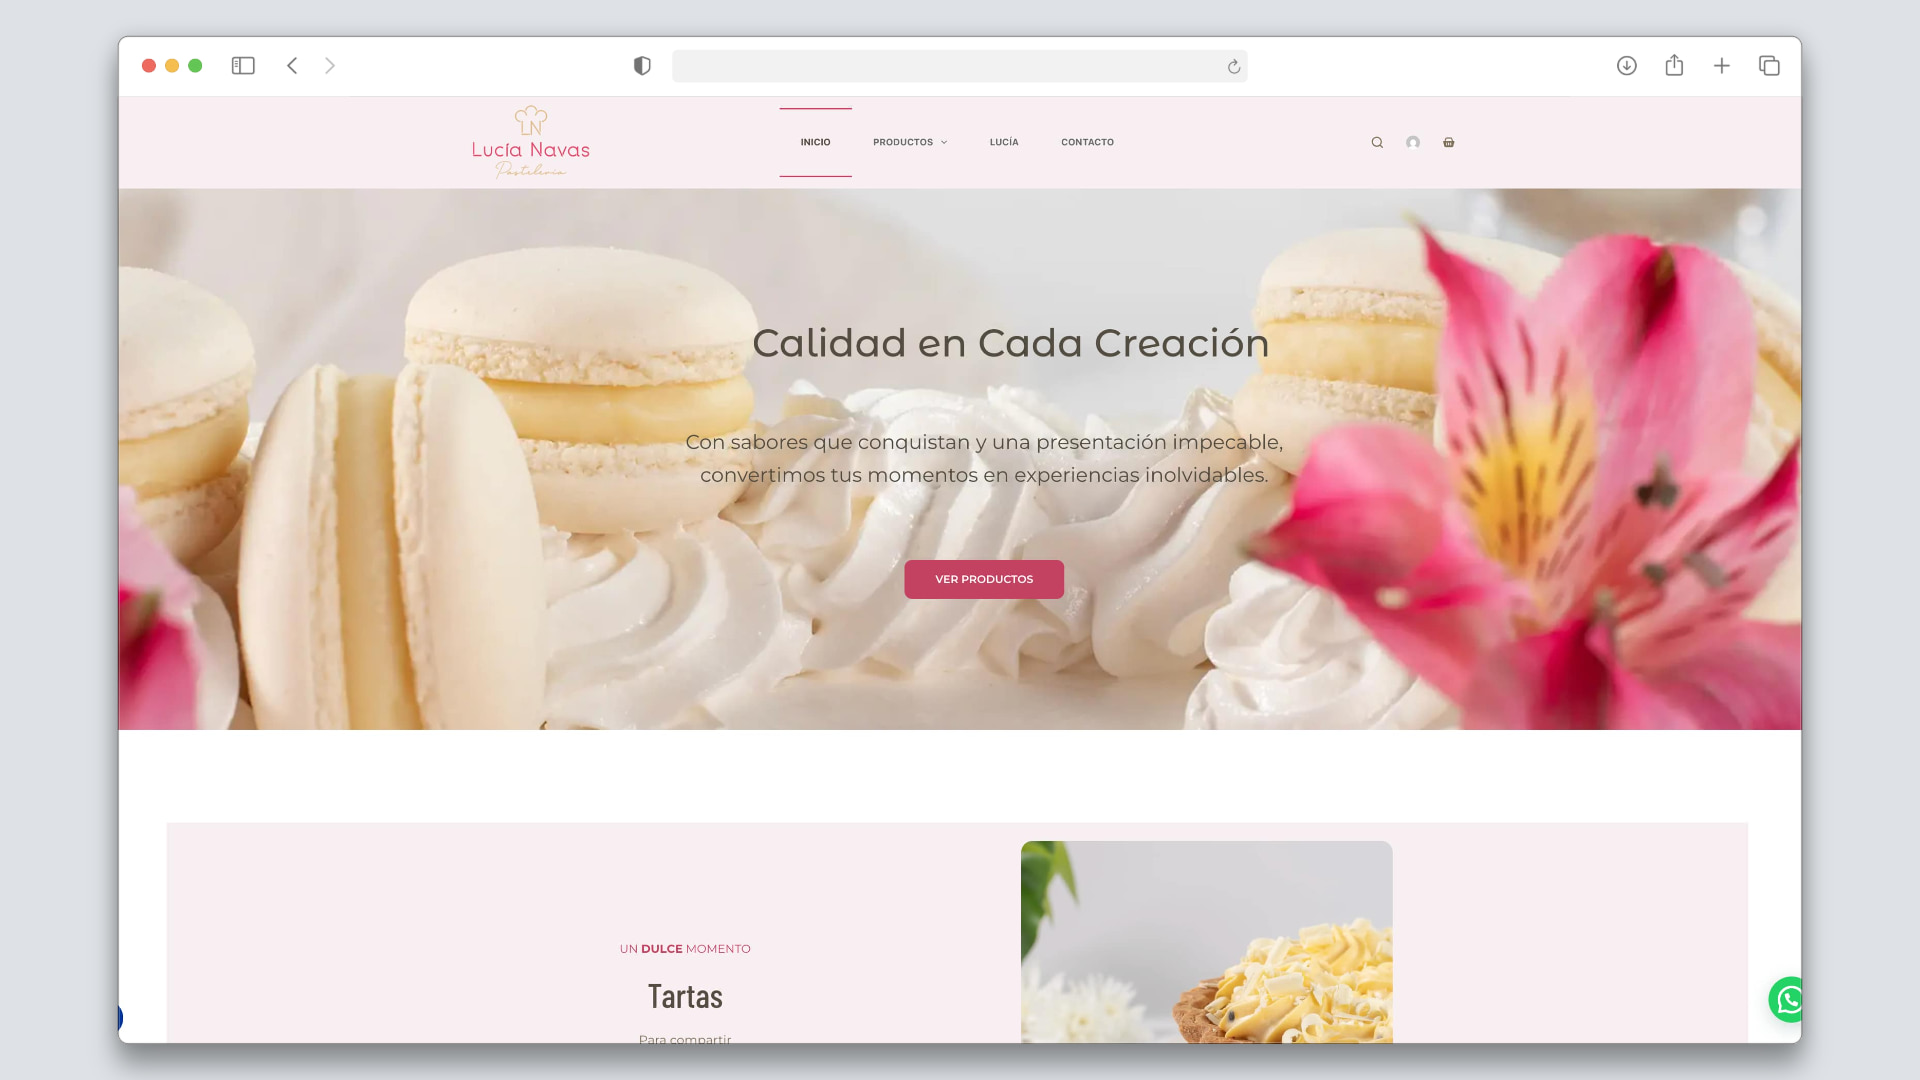 LN
Lucía Navas
Pastelería
INICIO
PRODUCTOS
LUCÍA
CONTACTO
Calidad en Cada Creación
Con sabores que conquistan y una presentación impecable,
convertimos tus momentos en experiencias inolvidables.
VER PRODUCTOS
UN DULCE MOMENTO
Tartas
Para compartir